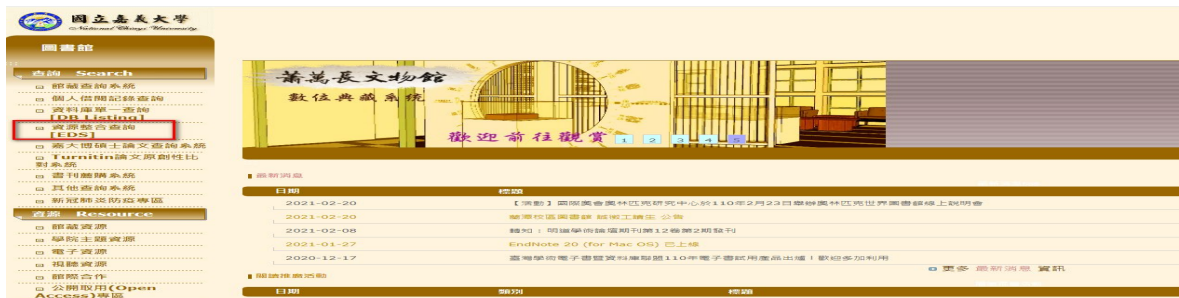 國立嘉義大學
National Chiayi University
圖書館
查詢 Search
館藏查詢系統
個人借閱記錄查詢
資料庫單一查詢
[DB Listing]
資源整合查詢
[EDS]
嘉大博碩士論文查詢系統
Turnitin論文原創性比
對系統
書刊薦購系統
其他查詢系統
新冠肺炎防疫專區
資源 Resource
館藏資源
學院主題資源
電子資源
視聽資源
館際合作
公開取用(Open
Access)專區
蕭萬長文物館
數位典藏系統
歡迎前往觀賞 1 2 3 4 5
最新消息
日期 標題
2021-02-20 【活動】國際奧會奧林匹克研究中心於110年2月23日舉辦奧林匹克世界圖書館線上說明會
2021-02-20 蘭潭校區圖書館 誠徵工讀生 公告
2021-02-08 轉知：明道學術論壇期刊第12卷第2期發刊
2021-01-27 EndNote 20 (for Mac OS) 已上線
2020-12-17 臺灣學術電子書暨資料庫聯盟110年電子書試用產品出爐！歡迎多加利用
更多 最新消息 資訊
閱讀推廣活動
日期 類別 標題